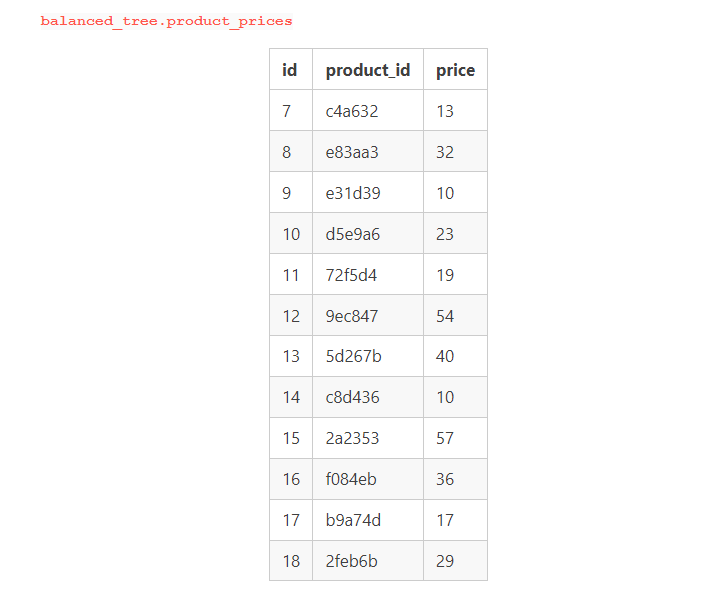 balanced_tree.product_prices
id product_id price
7 c4a632 13
8 e83aa3 32
9 e31d39 10
10 d5e9a6 23
11 72f5d4 19
12 9ec847 54
13 5d267b 40
14 c8d436 10
15 2a2353 57
16 f084eb 36
17 b9a74d 17
18 2feb6b 29